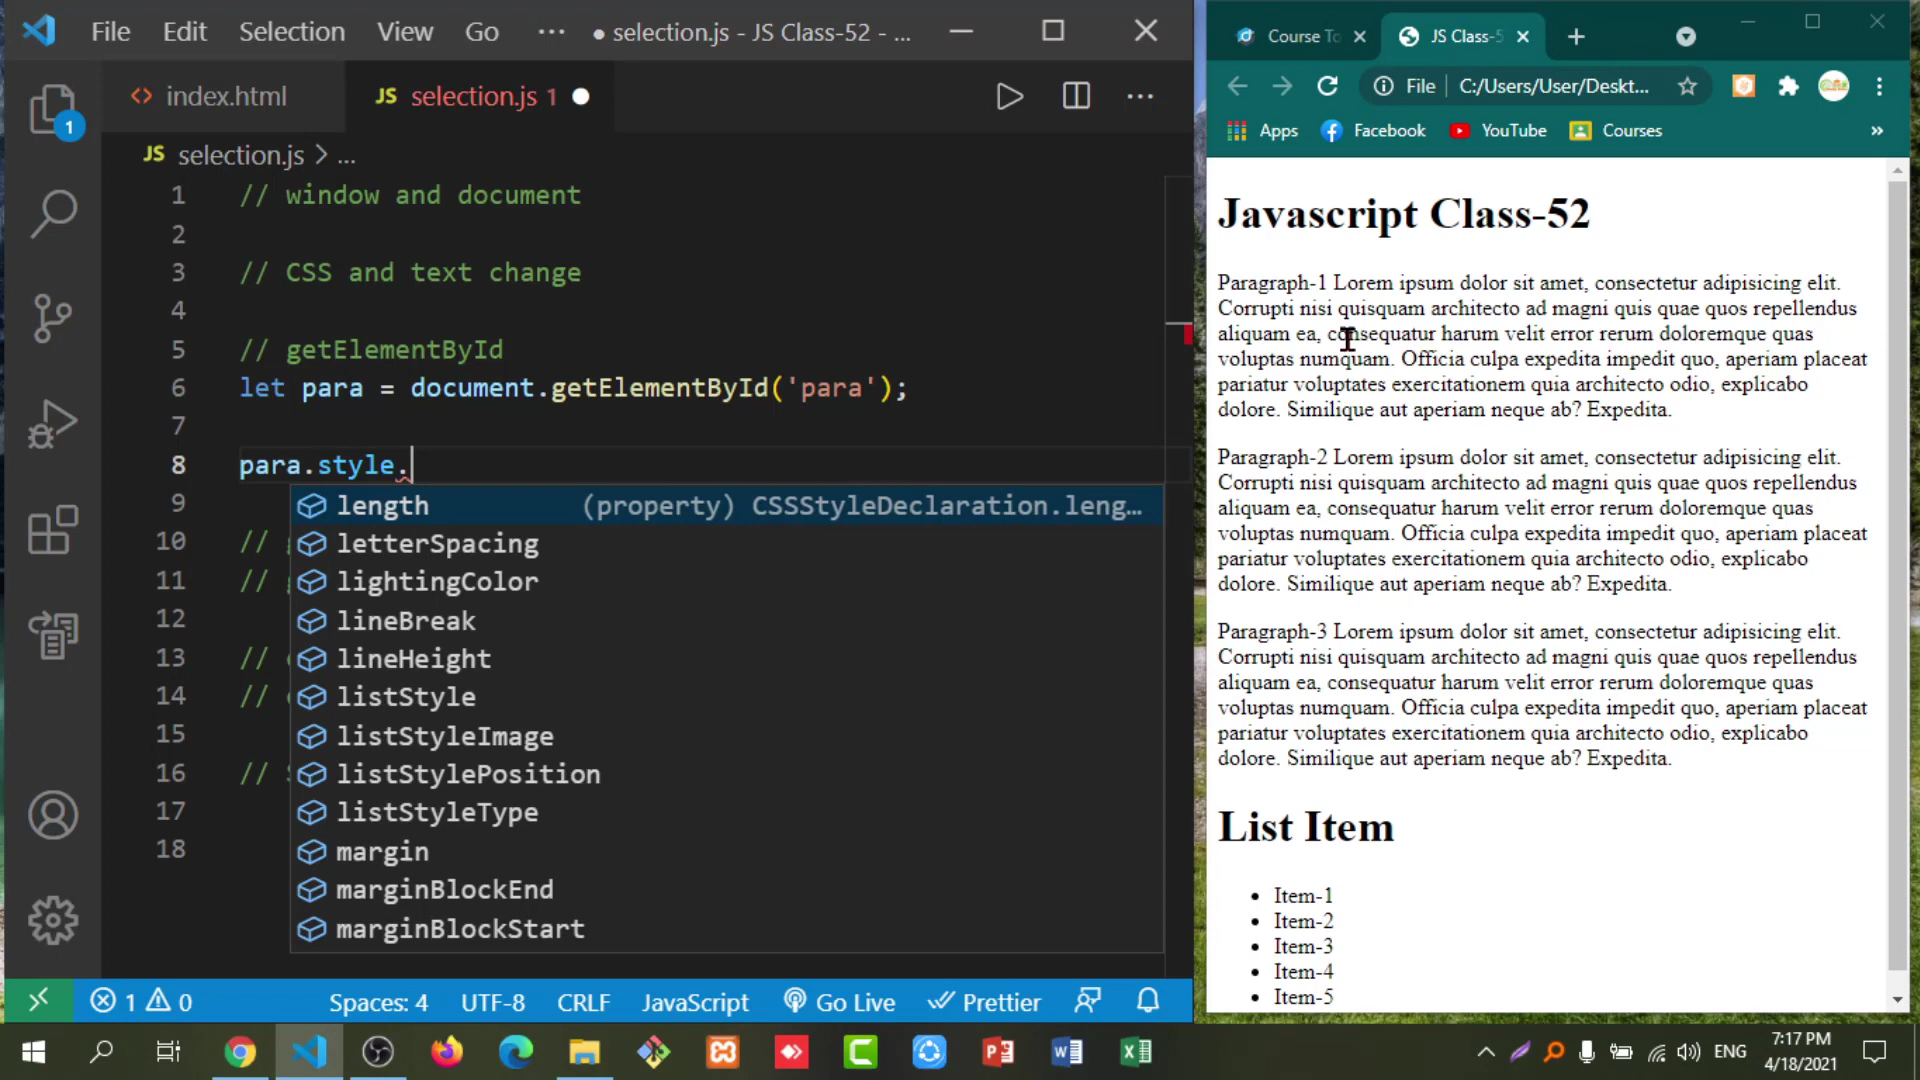 File Edit Selection View Go ··· ● selection.js - JS Class-52 - ...
<> index.html
JS selection.js 1 ●
JS selection.js > ...
1 // window and document
2
3 // CSS and text change
4
5 // getElementById
6 let para = document.getElementById('para');
7
8 para.style.
9
10 // g
11 // g
12
13 //
14 //
15
16 //
17
18
length (property) CSSStyleDeclaration.leng…
letterSpacing
lightingColor
lineBreak
lineHeight
listStyle
listStyleImage
listStylePosition
listStyleType
margin
marginBlockEnd
marginBlockStart
1
1 0 Spaces: 4 UTF-8 CRLF JavaScript Go Live Prettier
Course To
JS Class-5
File C:/Users/User/Deskt...
Apps Facebook YouTube Courses »
Javascript Class-52
Paragraph-1 Lorem ipsum dolor sit amet, consectetur adipisicing elit.
Corrupti nisi quisquam architecto ad magni quis quae quos repellendus
aliquam ea, consequatur harum velit error rerum doloremque quas
voluptas numquam. Officia culpa expedita impedit quo, aperiam placeat
pariatur voluptates exercitationem quia architecto odio, explicabo
dolore. Similique aut aperiam neque ab? Expedita.
Paragraph-2 Lorem ipsum dolor sit amet, consectetur adipisicing elit.
Corrupti nisi quisquam architecto ad magni quis quae quos repellendus
aliquam ea, consequatur harum velit error rerum doloremque quas
voluptas numquam. Officia culpa expedita impedit quo, aperiam placeat
pariatur voluptates exercitationem quia architecto odio, explicabo
dolore. Similique aut aperiam neque ab? Expedita.
Paragraph-3 Lorem ipsum dolor sit amet, consectetur adipisicing elit.
Corrupti nisi quisquam architecto ad magni quis quae quos repellendus
aliquam ea, consequatur harum velit error rerum doloremque quas
voluptas numquam. Officia culpa expedita impedit quo, aperiam placeat
pariatur voluptates exercitationem quia architecto odio, explicabo
dolore. Similique aut aperiam neque ab? Expedita.
List Item
• Item-1
• Item-2
• Item-3
• Item-4
• Item-5
ENG
7:17 PM
4/18/2021